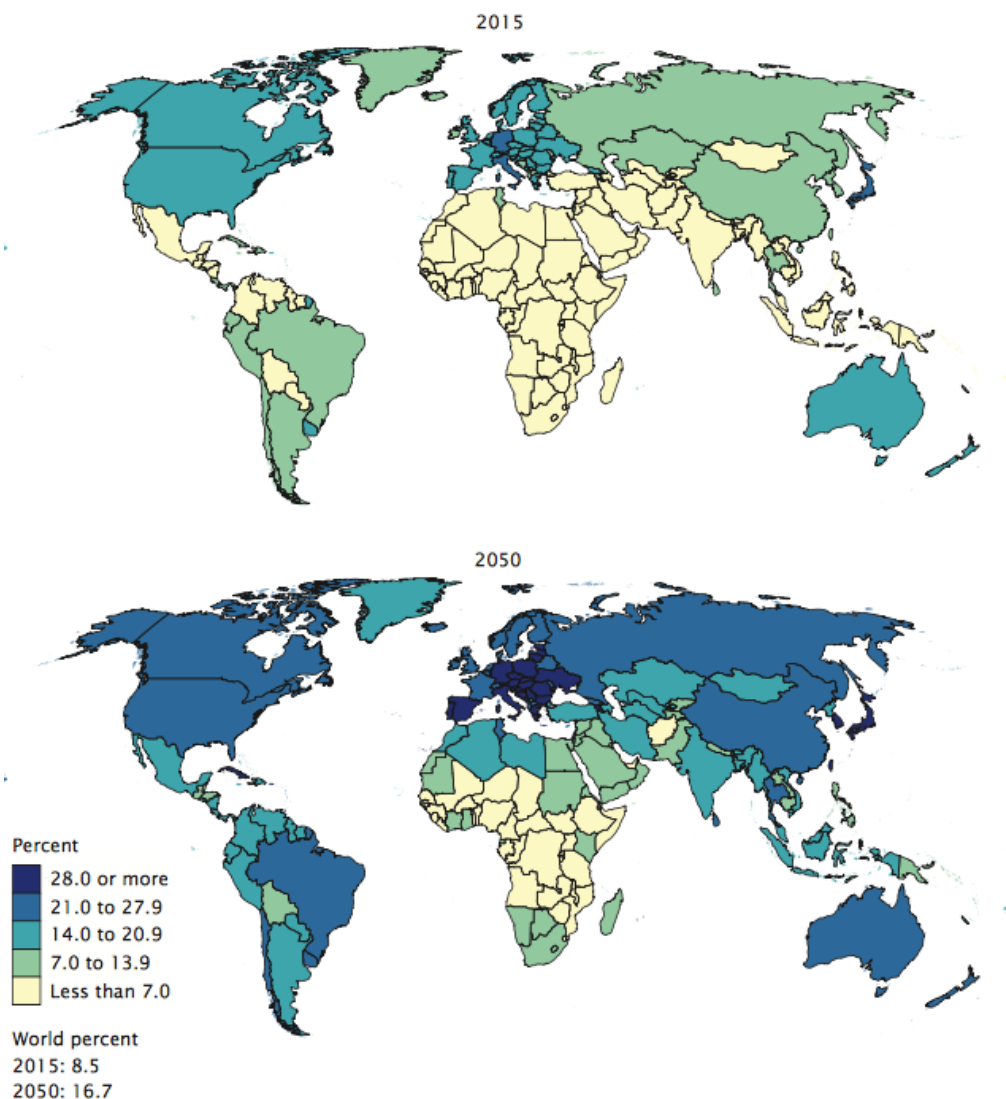 2015
2050
Percent
28.0 or more
21.0 to 27.9
14.0 to 20.9
7.0 to 13.9
Less than 7.0
World percent
2015: 8.5
2050: 16.7